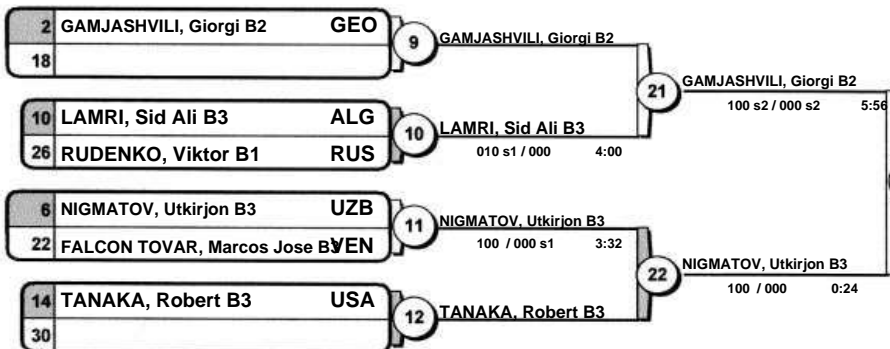 2 GAMJASHVILI, Giorgi B2 GEO
18
9
GAMJASHVILI, Giorgi B2
10 LAMRI, Sid Ali B3 ALG
26 RUDENKO, Viktor B1 RUS
10
LAMRI, Sid Ali B3
010 s1 / 000 4:00
21
GAMJASHVILI, Giorgi B2
100 s2 / 000 s2 5:56
6 NIGMATOV, Utkirjon B3 UZB
22 FALCON TOVAR, Marcos Jose B3 VEN
11
NIGMATOV, Utkirjon B3
100 / 000 s1 3:32
14 TANAKA, Robert B3 USA
30
12
TANAKA, Robert B3
22
NIGMATOV, Utkirjon B3
100 / 000 0:24